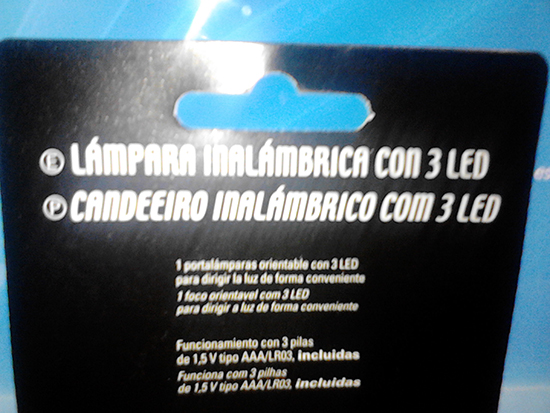 E LÁMPARA INALÁMBRICA CON 3 LED
P CANDEEIRO INALÁMBRICO COM 3 LED
1 portalámparas orientable con 3 LED
para dirigir la luz de forma conveniente
1 foco orientavel com 3 LED
para dirigir a luz de forma conveniente
Funcionamiento con 3 pilas
de 1,5 V tipo AAA/LR03, incluidas
Funciona com 3 pilhas
de 1,5 V tipo AAA/LR03, incluidas